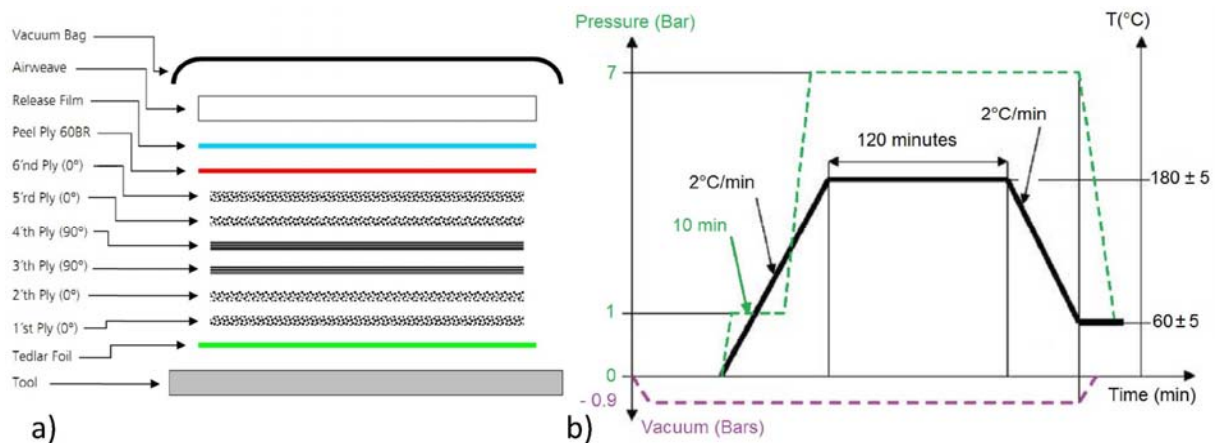 Vacuum Bag
Airweave
Release Film
Peel Ply 60BR
6'nd Ply (0°)
5'rd Ply (0°)
4'th Ply (90°)
3'th Ply (90°)
2'th Ply (0°)
1'st Ply (0°)
Tedlar Foil
Tool
a)
Pressure (Bar)
T(°C)
7
2°C/min
120 minutes
2°C/min
180 ± 5
10 min
1
60 ± 5
0
Time (min)
- 0.9
Vacuum (Bars)
b)